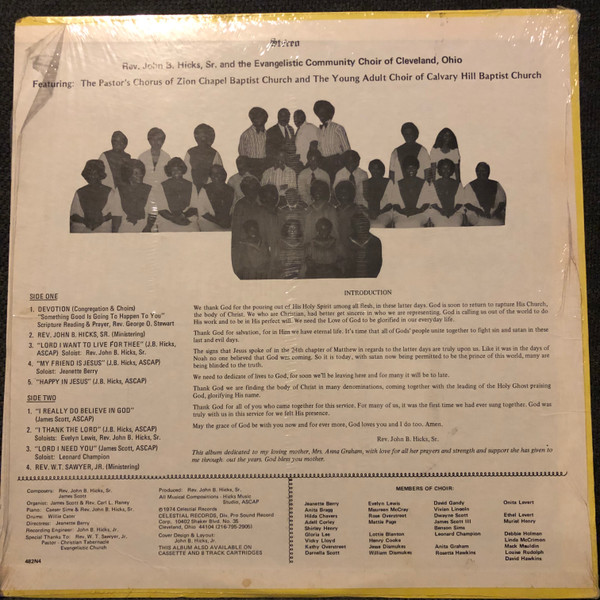 Stereo
Rev. John B. Hicks, Sr. and the Evangelistic Community Choir of Cleveland, Ohio
Featuring: The Pastor's Chorus of Zion Chapel Baptist Church and The Young Adult Choir of Calvary Hill Baptist Church
SIDE ONE
1. DEVOTION (Congregation & Choir)
"Something Good Is Going To Happen To You"
Scripture Reading & Prayer, Rev. George O. Stewart
2. REV. JOHN B. HICKS, SR. (Ministering)
3. "LORD I WANT TO LIVE FOR THEE" (J.B. Hicks,
ASCAP) Soloist: Rev. John B. Hicks, Sr.
4. "MY FRIEND IS JESUS" (J.B. Hicks, ASCAP)
Soloist: Jeanette Berry
5. "HAPPY IN JESUS" (J.B. Hicks, ASCAP)
SIDE TWO
1. "I REALLY DO BELIEVE IN GOD"
(James Scott, ASCAP)
2. "I THANK THE LORD" (J.B. Hicks, ASCAP)
Soloists: Evelyn Lewis, Rev. John B. Hicks, Sr.
3. "LORD I NEED YOU" (James Scott, ASCAP)
Soloist: Leonard Champion
4. REV. W.T. SAWYER, JR. (Ministering)
INTRODUCTION
We thank God for the pouring out of His Holy Spirit among all flesh, in these latter days. God is soon to return to rapture His Church,
the body of Christ. We who are Christian, had better get sincere in who we are representing. God is calling us out of the world to do
His work and to be in His perfect will. We need the Love of God to be glorified in our everyday life.
Thank God for salvation, for in Him we have eternal life. It's time that all of Gods' people unite together to fight sin and satan in these
last and evil days.
The signs that Jesus spoke of in the 24th chapter of Matthew in regards to the latter days are truly upon us. Like it was in the days of
Noah no one believed that God was coming. So it is today, with satan now being permitted to be the prince of this world, many are
being blinded to the truth.
We need to dedicate of lives to God, for soon we'll be leaving here and for many it will be to late.
Thank God we are finding the body of Christ in many denominations, coming together with the leading of the Holy Ghost praising
God, glorifying His name.
Thank God for all of you who came together for this service. For many of us, it was the first time we had ever sung together. God was
truly with us in this service for we felt His presence.
May the grace of God be with you now and for ever more, God loves you and I do too. Amen.
Rev. John B. Hicks, Sr.
This album dedicated to my loving mother, Mrs. Anna Graham, with love for all her prayers and strength and support she has given to
me through out the years. God bless you mother.
Composers: Rev. John B. Hicks, Sr.
James Scott
Organist: James Scott & Rev. Carl L. Raney
Piano: Calvin Sims & Rev. John B. Hicks, Sr.
Drums: Willie Cahn
Directress: Jeanette Berry
Recording Engineer: John B. Hicks, Jr.
Special Thanks To: Rev. W. T. Sawyer, Jr.
Pastor - Christian Tabernacle
Evangelistic Church
482N4
Produced: Rev. John B. Hicks, Sr.
All Musical Compositions - Hicks Music
Studio, ASCAP
©1974 Celestial Records
CELESTIAL RECORDS, Div. Pro Sound Record
Corp. 10402 Shaker Blvd. No. 35
Cleveland, Ohio 44104 (216-795-2905)
Cover Design & Layout:
John B. Hicks, Jr.
THIS ALBUM ALSO AVAILABLE ON
CASSETTE AND 8 TRACK CARTRIDGES
MEMBERS OF CHOIR:
Jeanette Berry
Anita Bragg
Hilda Chavers
Adell Corley
Shirley Henry
Gloria Lee
Vicky Lloyd
Kathy Overstreet
Darnella Scott
Evelyn Lewis
Maureen McCray
Rose Overstreet
Mattie Page
Lottie Blanson
Henry Cooke
Jesse Dismukes
William Dismukes
David Gandy
Vivian Lincoln
Dwayne Scott
James Scott III
Benson Sims
Leonard Champion
Anita Graham
Rosetta Hawkins
Onita Levert
Ethel Levert
Muriel Henry
Debbie Holman
Linda McCrimon
Mack Mauldin
Louise Rudolph
David Hawkins